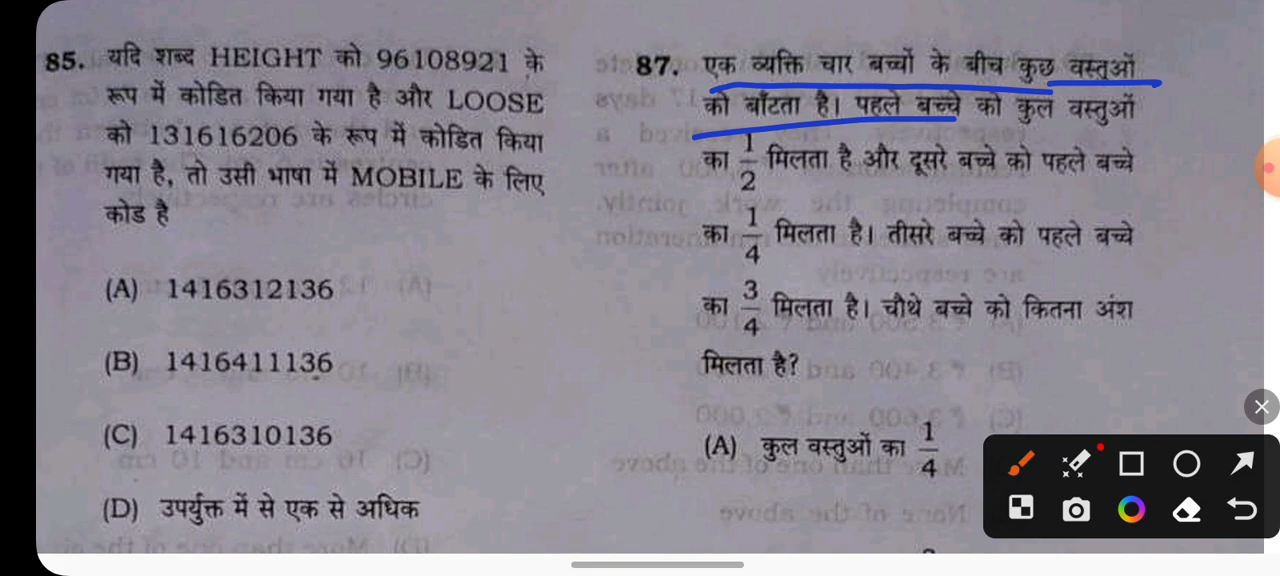 85. यदि शब्द HEIGHT को 96108921 के
रूप में कोडित किया गया है और LOOSE
को 131616206 के रूप में कोडित किया
गया है, तो उसी भाषा में MOBILE के लिए
कोड है
(A) 1416312136
(B) 1416411136
(C) 1416310136
(D) उपर्युक्त में से एक से अधिक
87. एक व्यक्ति चार बच्चों के बीच कुछ वस्तुओं
को बाँटता है। पहले बच्चे को कुल वस्तुओं
का 1/2 मिलता है और दूसरे बच्चे को पहले बच्चे
का 1/4 मिलता है। तीसरे बच्चे को पहले बच्चे
का 3/4 मिलता है। चौथे बच्चे को कितना अंश
मिलता है?
(A) कुल वस्तुओं का 1/4